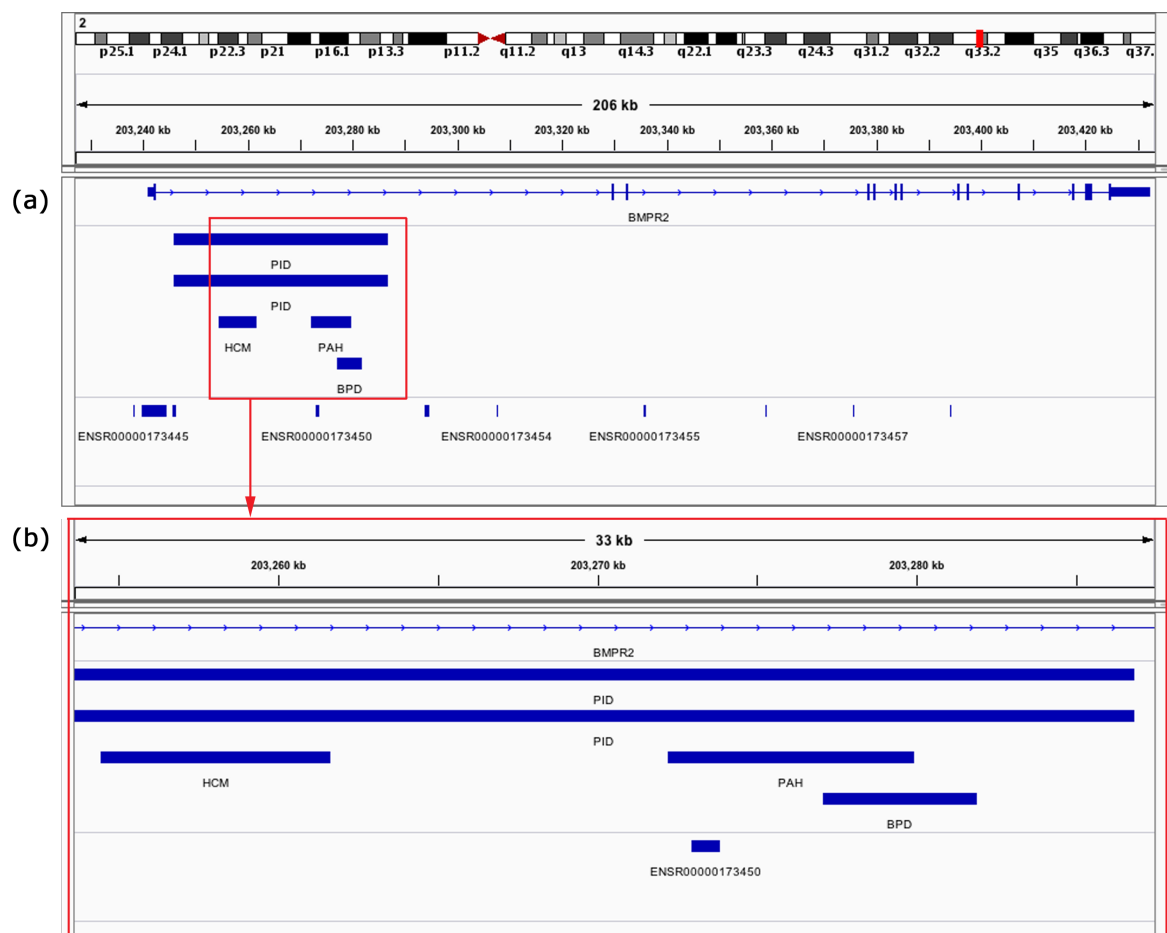 2
p25.1 p24.1 p22.3 p21 p16.1 p13.3 p11.2 q11.2 q13 q14.3 q22.1 q23.3 q24.3 q31.2 q32.2 q33.2 q35 q36.3 q37.
206 kb
203,240 kb 203,260 kb 203,280 kb 203,300 kb 203,320 kb 203,340 kb 203,360 kb 203,380 kb 203,400 kb 203,420 kb
(a)
BMPR2
PID
PID
HCM PAH
BPD
ENSR00000173445 ENSR00000173450 ENSR00000173454 ENSR00000173455 ENSR00000173457
(b)
33 kb
203,260 kb 203,270 kb 203,280 kb
BMPR2
PID
PID
HCM PAH
BPD
ENSR00000173450